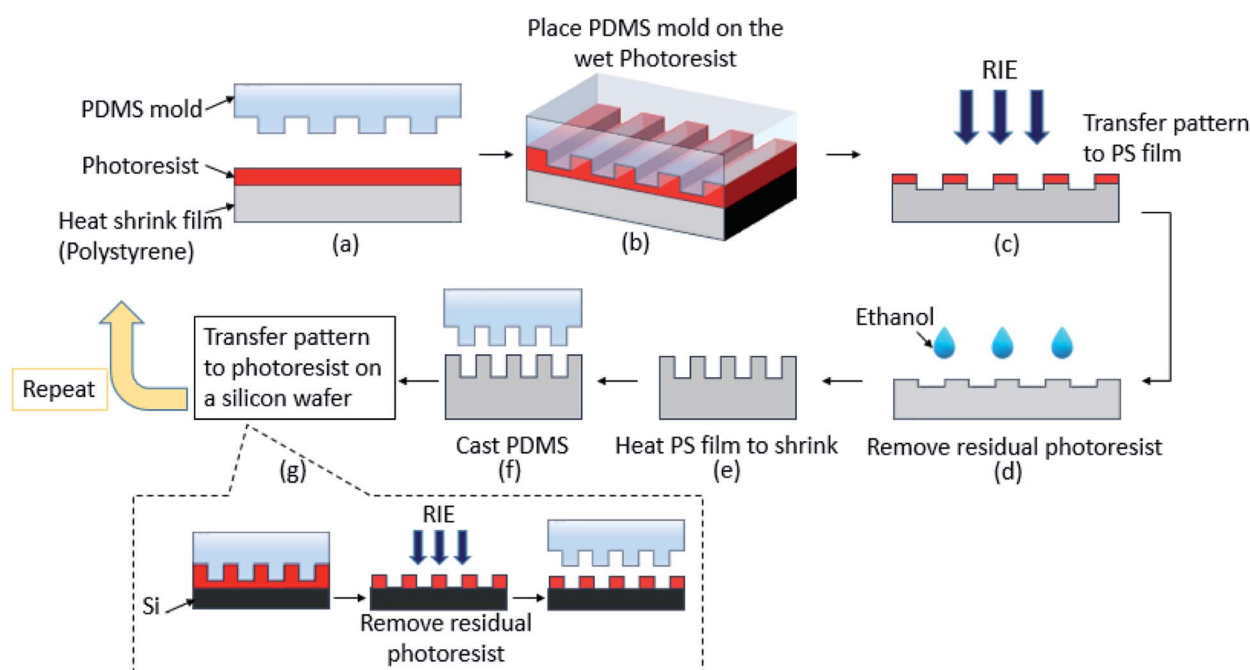 Place PDMS mold on the
wet Photoresist
PDMS mold
Photoresist
Heat shrink film
(Polystyrene)
(a)
(b)
RIE
Transfer pattern
to PS film
(c)
Ethanol
Remove residual photoresist
(d)
Heat PS film to shrink
(e)
Cast PDMS
(f)
Transfer pattern
to photoresist on
a silicon wafer
Repeat
(g)
Si
RIE
Remove residual
photoresist